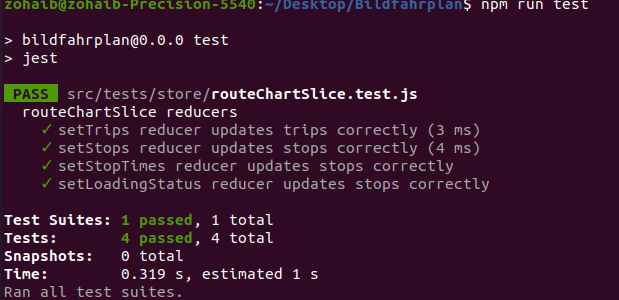 zohaib@zohaib-Precision-5540:~/Desktop/Bildfahrplan$ npm run test
> bildfahrplan@0.0.0 test
> jest
PASS src/tests/store/routeChartSlice.test.js
routeChartSlice reducers
✓ setTrips reducer updates trips correctly (3 ms)
✓ setStops reducer updates stops correctly (4 ms)
✓ setStopTimes reducer updates stops correctly
✓ setLoadingStatus reducer updates stops correctly
Test Suites: 1 passed, 1 total
Tests: 4 passed, 4 total
Snapshots: 0 total
Time: 0.319 s, estimated 1 s
Ran all test suites.